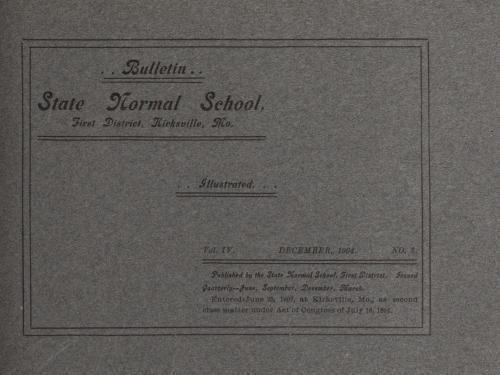 . . Bulletin . .
State Normal School,
First District, Kirksville, Mo.
. . Illustrated. . .
Vol. IV. DECEMBER, 1904. NO. 3.
Published by the State Normal School, First District. Issued
Quarterly—June, September, December, March.
Entered June 25, at Kirksville, Mo., as second
class matter under Act of Congress of July 16, 1894.